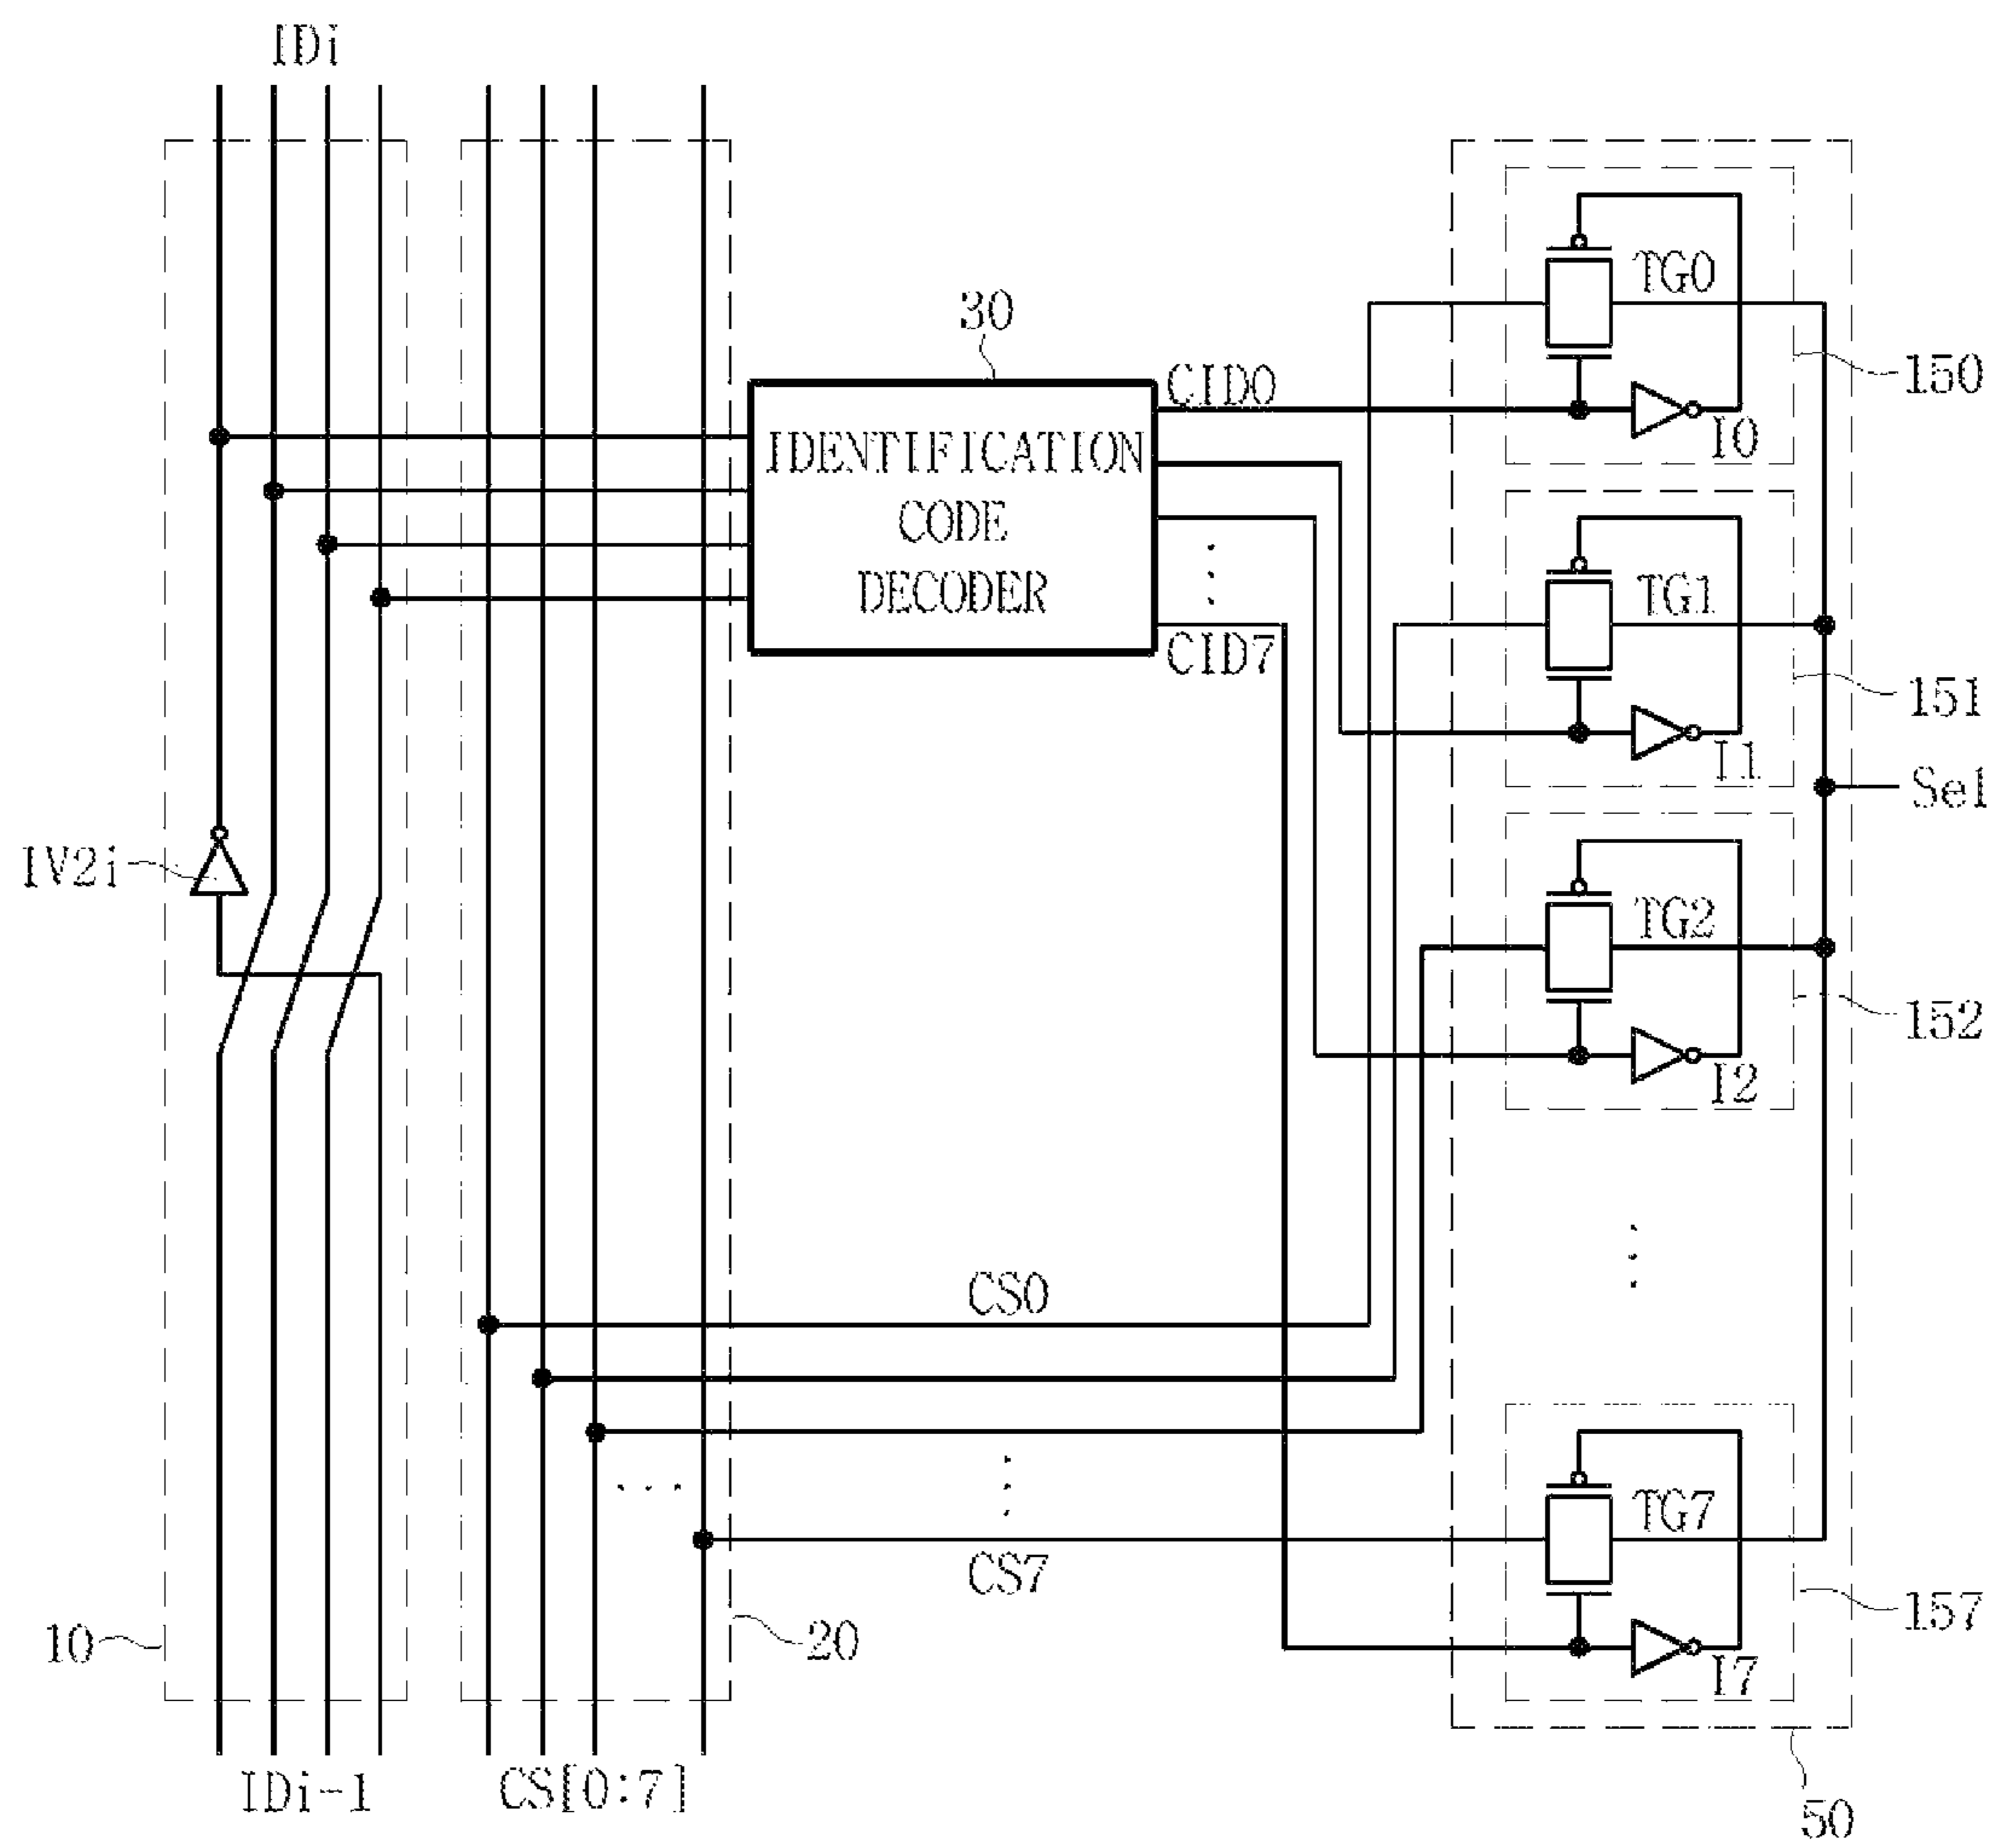 IDi
TG0
30
150
CID0
I0
IDENTIFICATION
CODE
DECODER
TG1
CID7
151
I1
Sel
IV2i
TG2
152
I2
CS0
TG7
CS7
157
10
20
I7
IDi-1
CS[0:7]
50